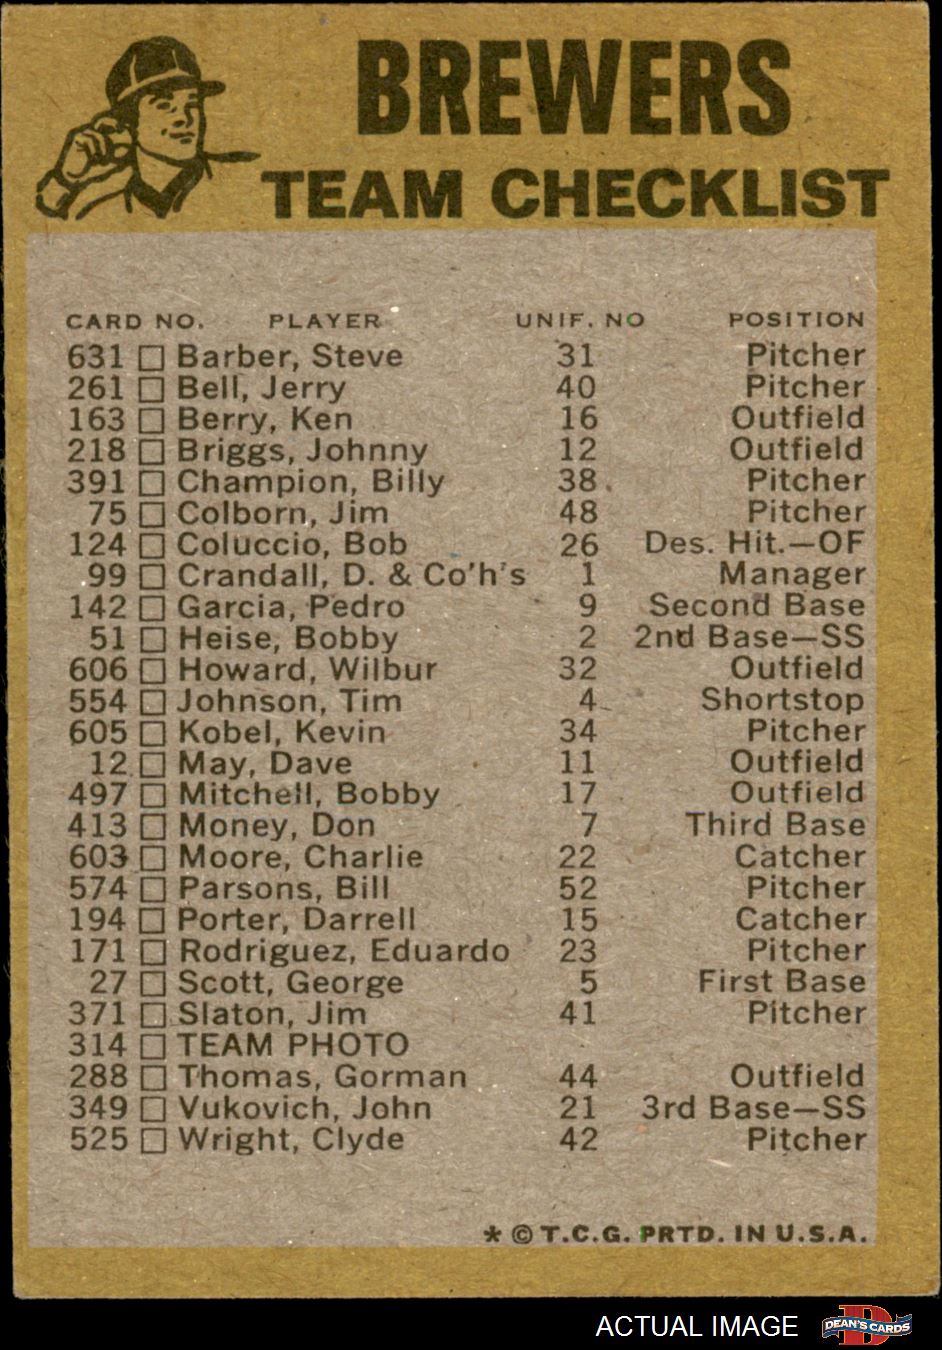 BREWERS
TEAM CHECKLIST
CARD NO. PLAYER UNIF. NO POSITION
631 □ Barber, Steve 31 Pitcher
261 □ Bell, Jerry 40 Pitcher
163 □ Berry, Ken 16 Outfield
218 □ Briggs, Johnny 12 Outfield
391 □ Champion, Billy 38 Pitcher
75 □ Colborn, Jim 48 Pitcher
124 □ Coluccio, Bob 26 Des. Hit.—OF
99 □ Crandall, D. & Co'h's 1 Manager
142 □ Garcia, Pedro 9 Second Base
51 □ Heise, Bobby 2 2nd Base—SS
606 □ Howard, Wilbur 32 Outfield
554 □ Johnson, Tim 4 Shortstop
605 □ Kobel, Kevin 34 Pitcher
12 □ May, Dave 11 Outfield
497 □ Mitchell, Bobby 17 Outfield
413 □ Money, Don 7 Third Base
603 □ Moore, Charlie 22 Catcher
574 □ Parsons, Bill 52 Pitcher
194 □ Porter, Darrell 15 Catcher
171 □ Rodriguez, Eduardo 23 Pitcher
27 □ Scott, George 5 First Base
371 □ Slaton, Jim 41 Pitcher
314 □ TEAM PHOTO
288 □ Thomas, Gorman 44 Outfield
349 □ Vukovich, John 21 3rd Base—SS
525 □ Wright, Clyde 42 Pitcher
* © T.C.G. PRTD. IN U.S.A.
ACTUAL IMAGE DEAN'S CARDS